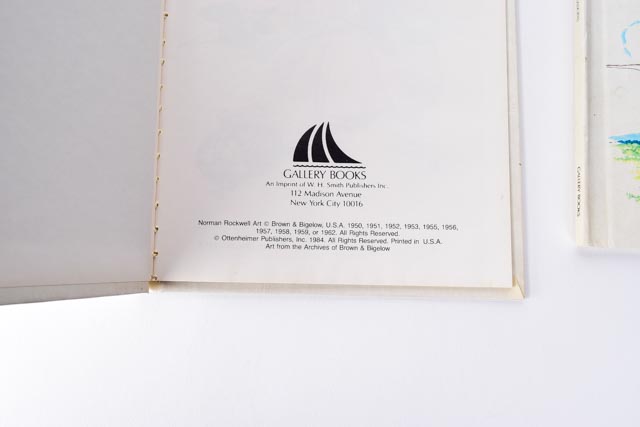 GALLERY BOOKS
An Imprint of W. H. Smith Publishers Inc.
112 Madison Avenue
New York City 10016
Norman Rockwell Art © Brown & Bigelow, U.S.A. 1950, 1951, 1952, 1953, 1955, 1956,
1957, 1958, 1959, or 1962. All Rights Reserved.
© Ottenheimer Publishers, Inc. 1984. All Rights Reserved. Printed in U.S.A.
Art from the Archives of Brown & Bigelow
GALLERY BOOKS